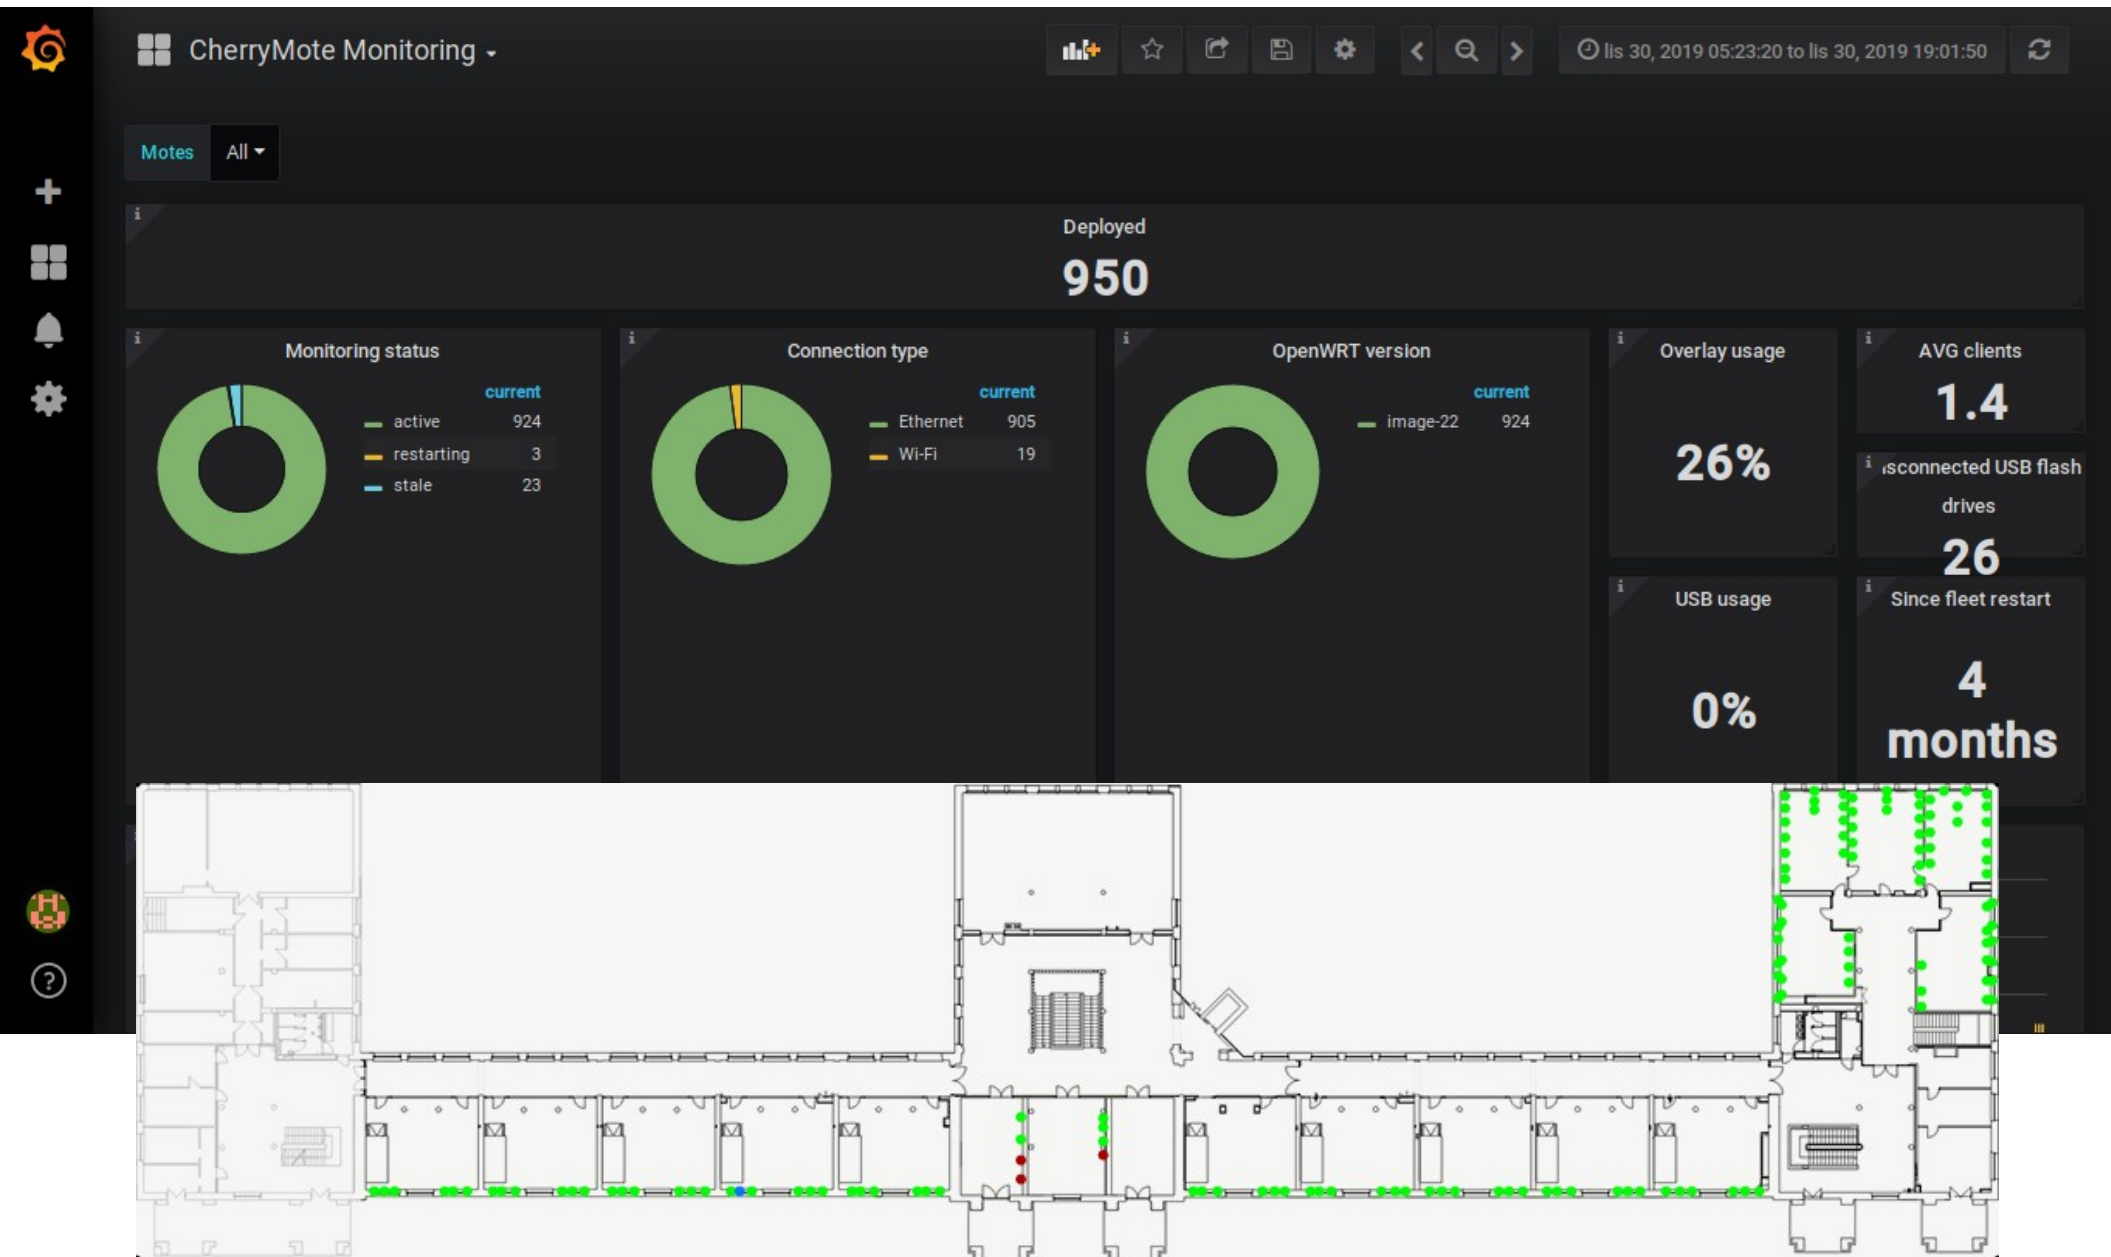 CherryMote Monitoring
lis 30, 2019 05:23:20 to lis 30, 2019 19:01:50
Motes All
Deployed
950
Monitoring status
current
active 924
restarting 3
stale 23
Connection type
current
Ethernet 905
Wi-Fi 19
OpenWRT version
current
image-22 924
Overlay usage
26%
AVG clients
1.4
isconnected USB flash
drives
26
USB usage
0%
Since fleet restart
4
months